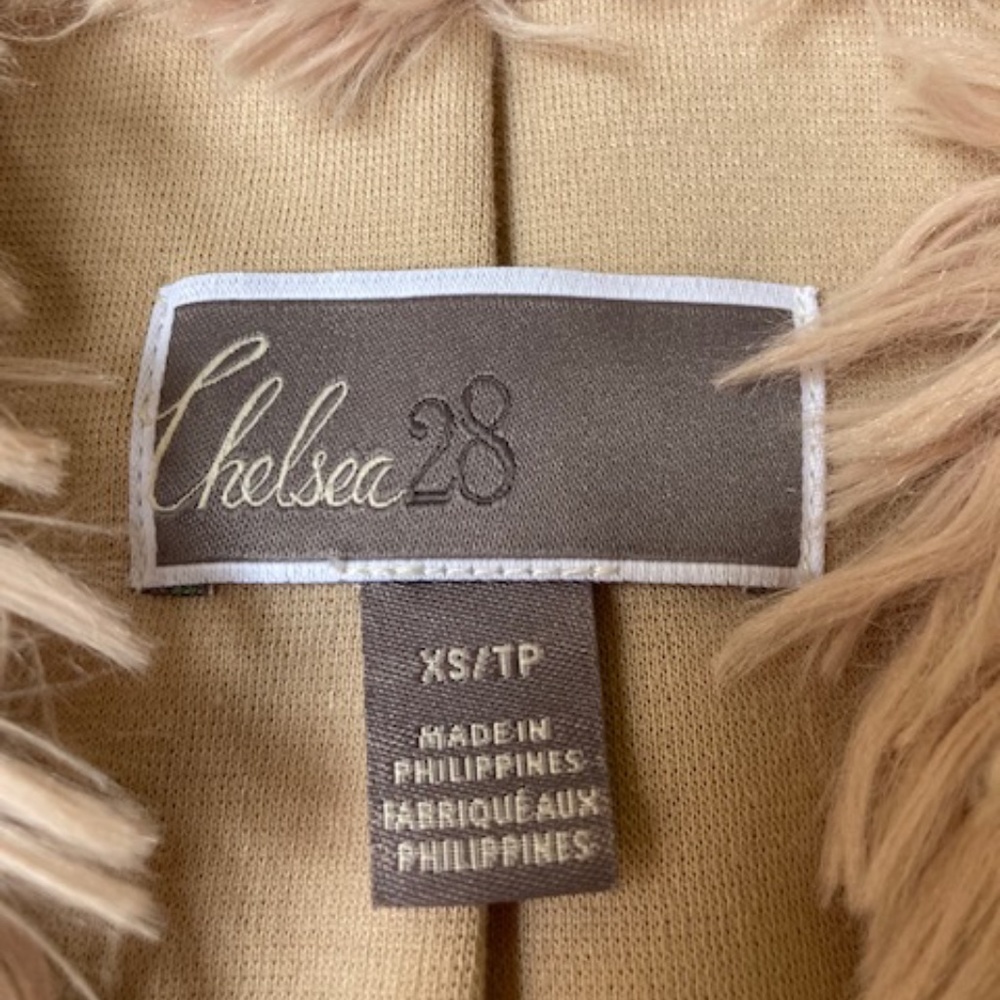 Chelsea28
XS/TP
MADE IN
PHILIPPINES
FABRIQUÉ AUX
PHILIPPINES